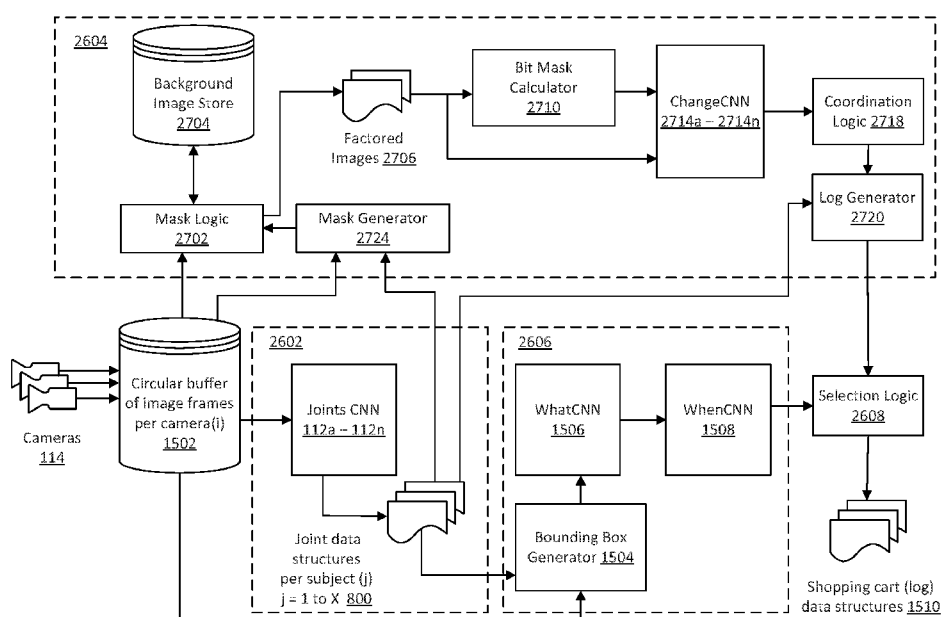 2604
Background
Image Store
2704
Factored
Images 2706
Bit Mask
Calculator
2710
ChangeCNN
2714a – 2714n
Coordination
Logic 2718
Mask Logic
2702
Mask Generator
2724
Log Generator
2720
Cameras
114
Circular buffer
of image frames
per camera(i)
1502
2602
Joints CNN
112a – 112n
Joint data
structures
per subject (j)
j = 1 to X 800
2606
WhatCNN
1506
WhenCNN
1508
Bounding Box
Generator 1504
Selection Logic
2608
Shopping cart (log)
data structures 1510